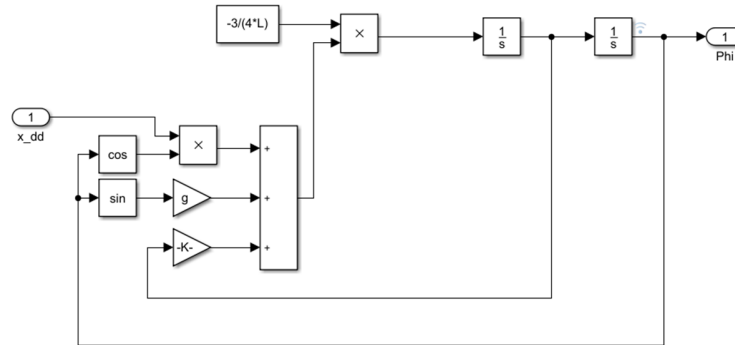 -3/(4*L)
×
1
s
1
s
1
Phi
1
x_dd
cos
×
+
sin
g
+
-K-
+